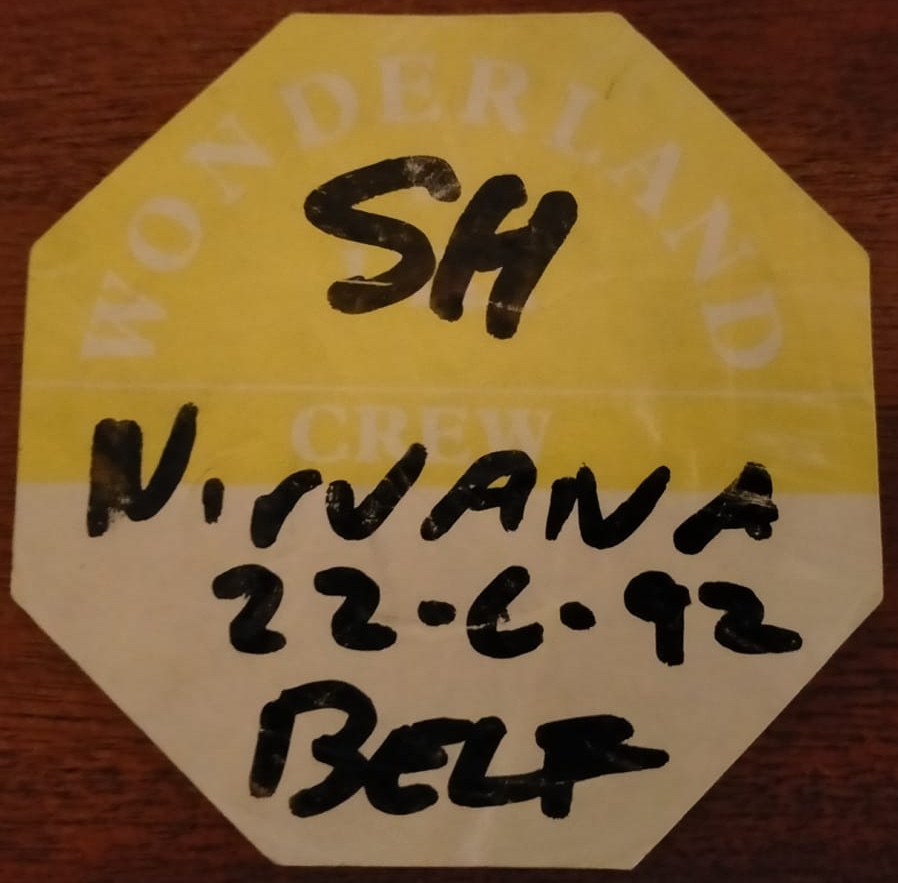 WONDERLAND
SH
CREW
NIRVANA
22·6·92
BELF